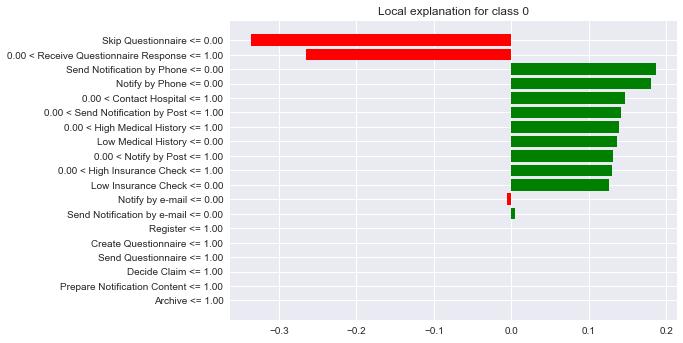 Local explanation for class 0
Skip Questionnaire <= 0.00
0.00 < Receive Questionnaire Response <= 1.00
Send Notification by Phone <= 0.00
Notify by Phone <= 0.00
0.00 < Contact Hospital <= 1.00
0.00 < Send Notification by Post <= 1.00
0.00 < High Medical History <= 1.00
Low Medical History <= 0.00
0.00 < Notify by Post <= 1.00
0.00 < High Insurance Check <= 1.00
Low Insurance Check <= 0.00
Notify by e-mail <= 0.00
Send Notification by e-mail <= 0.00
Register <= 1.00
Create Questionnaire <= 1.00
Send Questionnaire <= 1.00
Decide Claim <= 1.00
Prepare Notification Content <= 1.00
Archive <= 1.00
−0.3 −0.2 −0.1 0.0 0.1 0.2